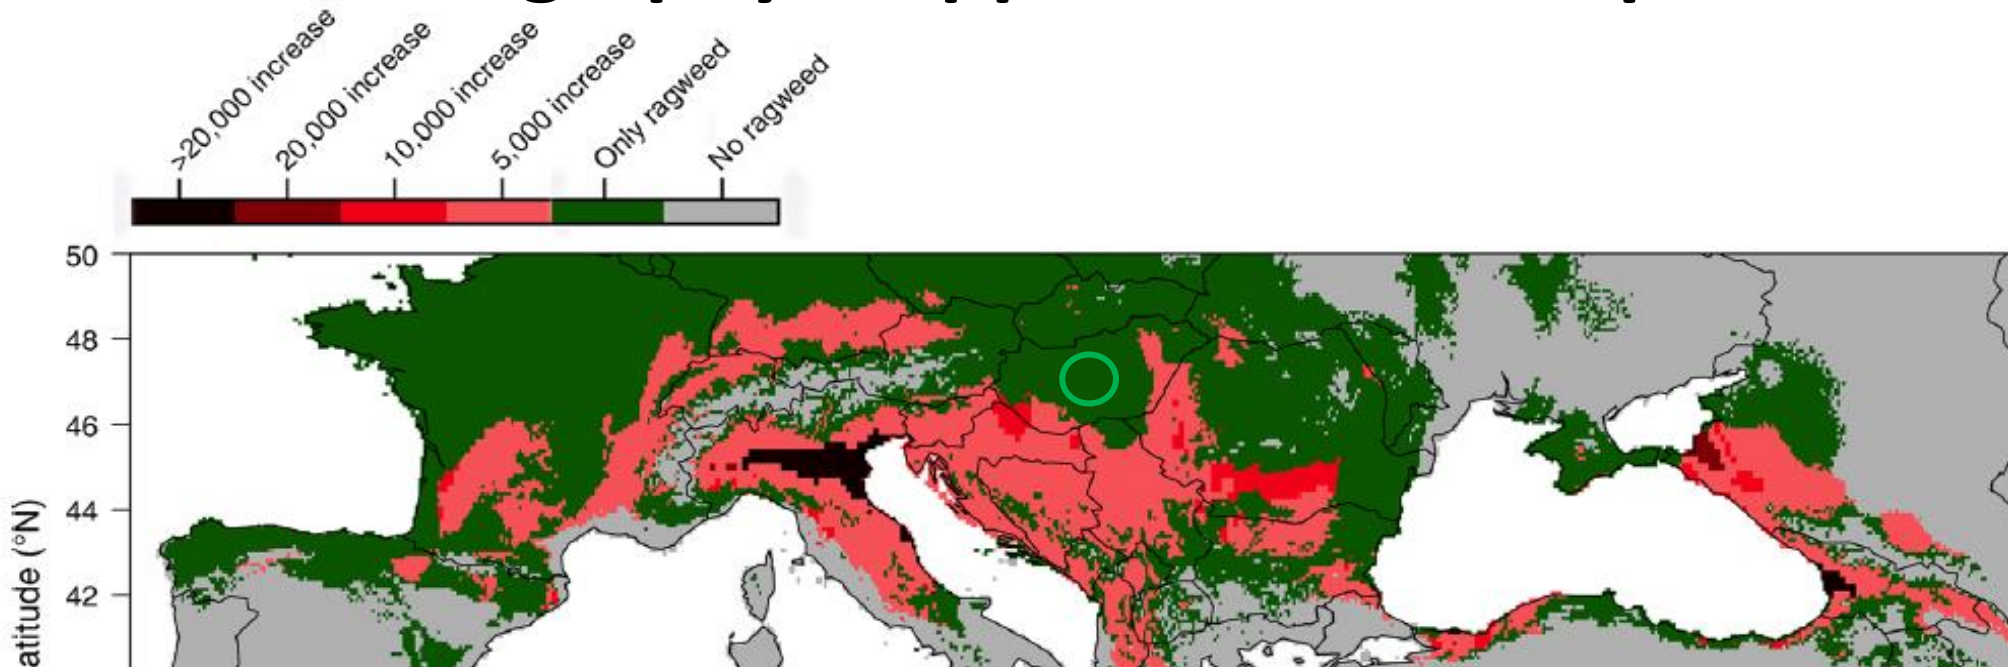 >20,000 increase
20,000 increase
10,000 increase
5,000 increase
Only ragweed
No ragweed
50
48
46
44
42
atitude (°N)